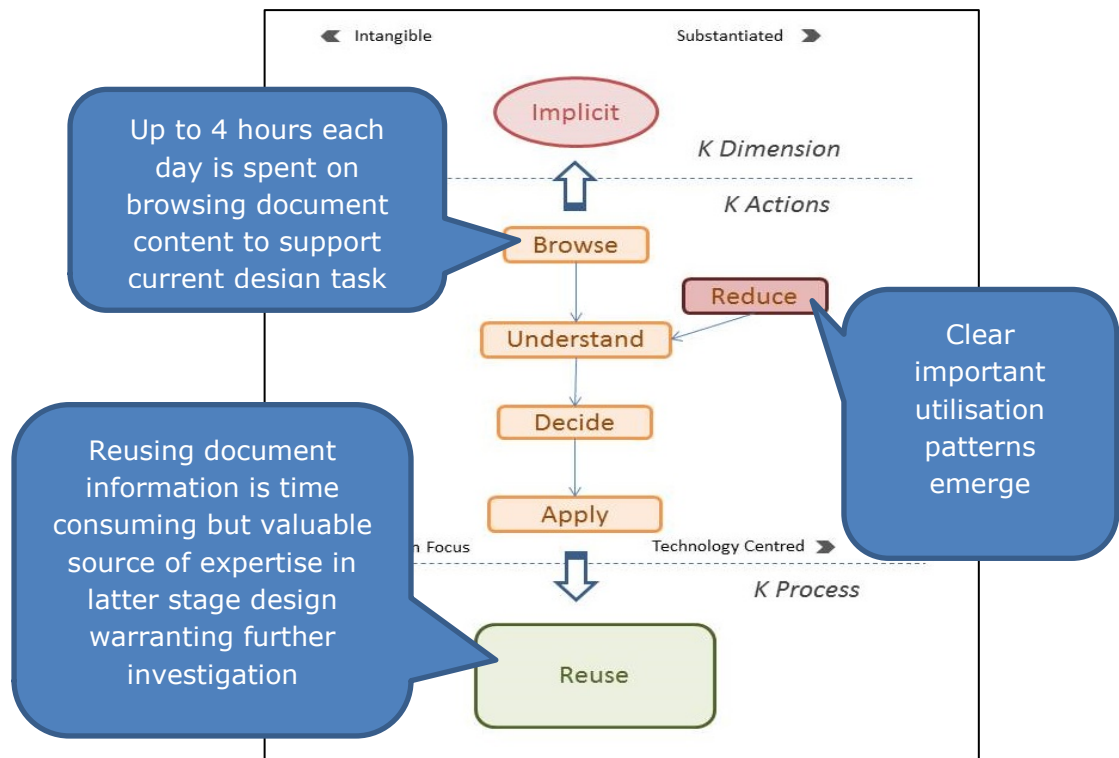 Intangible
Substantiated
Implicit
K Dimension
K Actions
Up to 4 hours each
day is spent on
browsing document
content to support
current design task
Browse
Reduce
Understand
Clear
important
utilisation
patterns
emerge
Decide
Reusing document
information is time
consuming but valuable
source of expertise in
latter stage design
warranting further
investigation
Apply
Focus
Technology Centred
K Process
Reuse